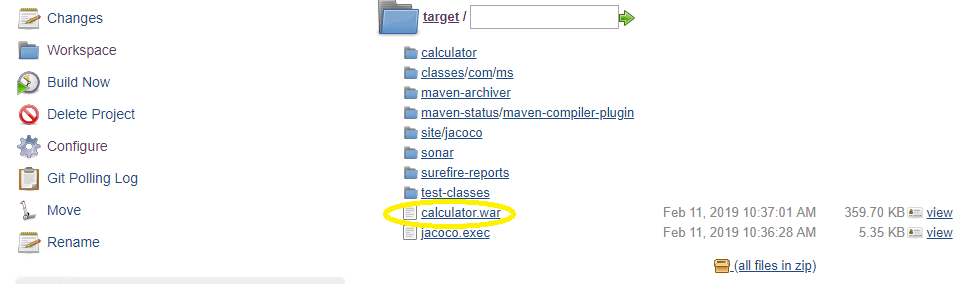 Changes
Workspace
Build Now
Delete Project
Configure
Git Polling Log
Move
Rename
target /
calculator
classes/com/ms
maven-archiver
maven-status/maven-compiler-plugin
site/jacoco
sonar
surefire-reports
test-classes
calculator.war Feb 11, 2019 10:37:01 AM 359.70 KB view
jacoco.exec Feb 11, 2019 10:36:28 AM 5.35 KB view
(all files in zip)